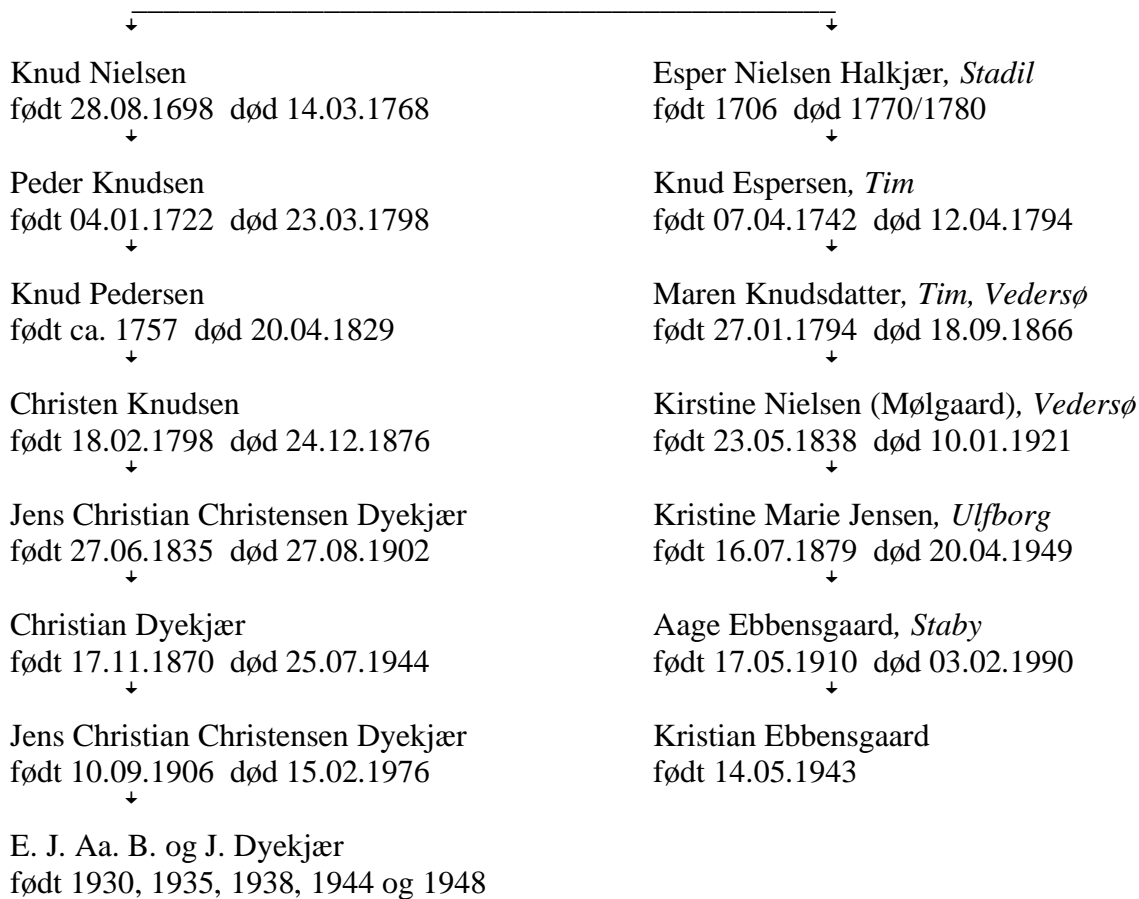 Knud Nielsen
født 28.08.1698 død 14.03.1768
Peder Knudsen
født 04.01.1722 død 23.03.1798
Knud Pedersen
født ca. 1757 død 20.04.1829
Christen Knudsen
født 18.02.1798 død 24.12.1876
Jens Christian Christensen Dyekjær
født 27.06.1835 død 27.08.1902
Christian Dyekjær
født 17.11.1870 død 25.07.1944
Jens Christian Christensen Dyekjær
født 10.09.1906 død 15.02.1976
E. J. Aa. B. og J. Dyekjær
født 1930, 1935, 1938, 1944 og 1948
Esper Nielsen Halkjær, Stadil
født 1706 død 1770/1780
Knud Espersen, Tim
født 07.04.1742 død 12.04.1794
Maren Knudsdatter, Tim, Vedersø
født 27.01.1794 død 18.09.1866
Kirstine Nielsen (Mølgaard), Vedersø
født 23.05.1838 død 10.01.1921
Kristine Marie Jensen, Ulfborg
født 16.07.1879 død 20.04.1949
Aage Ebbensgaard, Staby
født 17.05.1910 død 03.02.1990
Kristian Ebbensgaard
født 14.05.1943